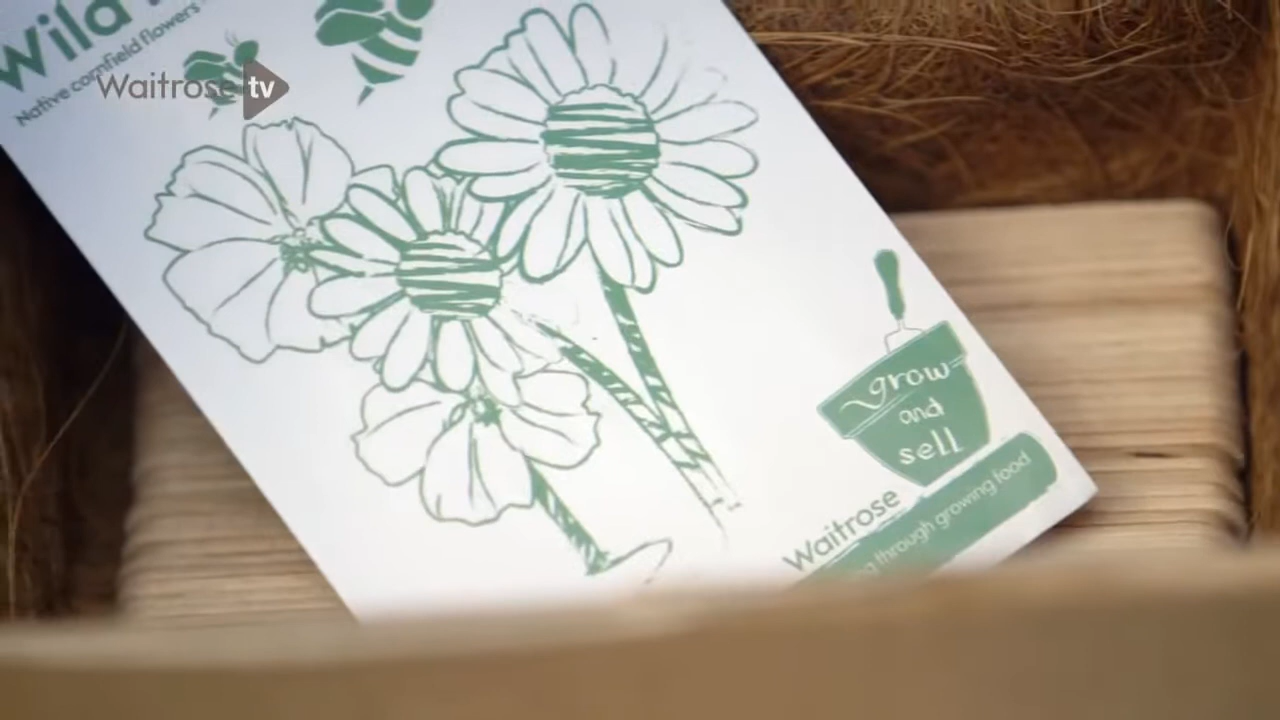 Wild
Native cornfield flowers
Waitrose tv
grow
and
sell
Waitrose
through growing food